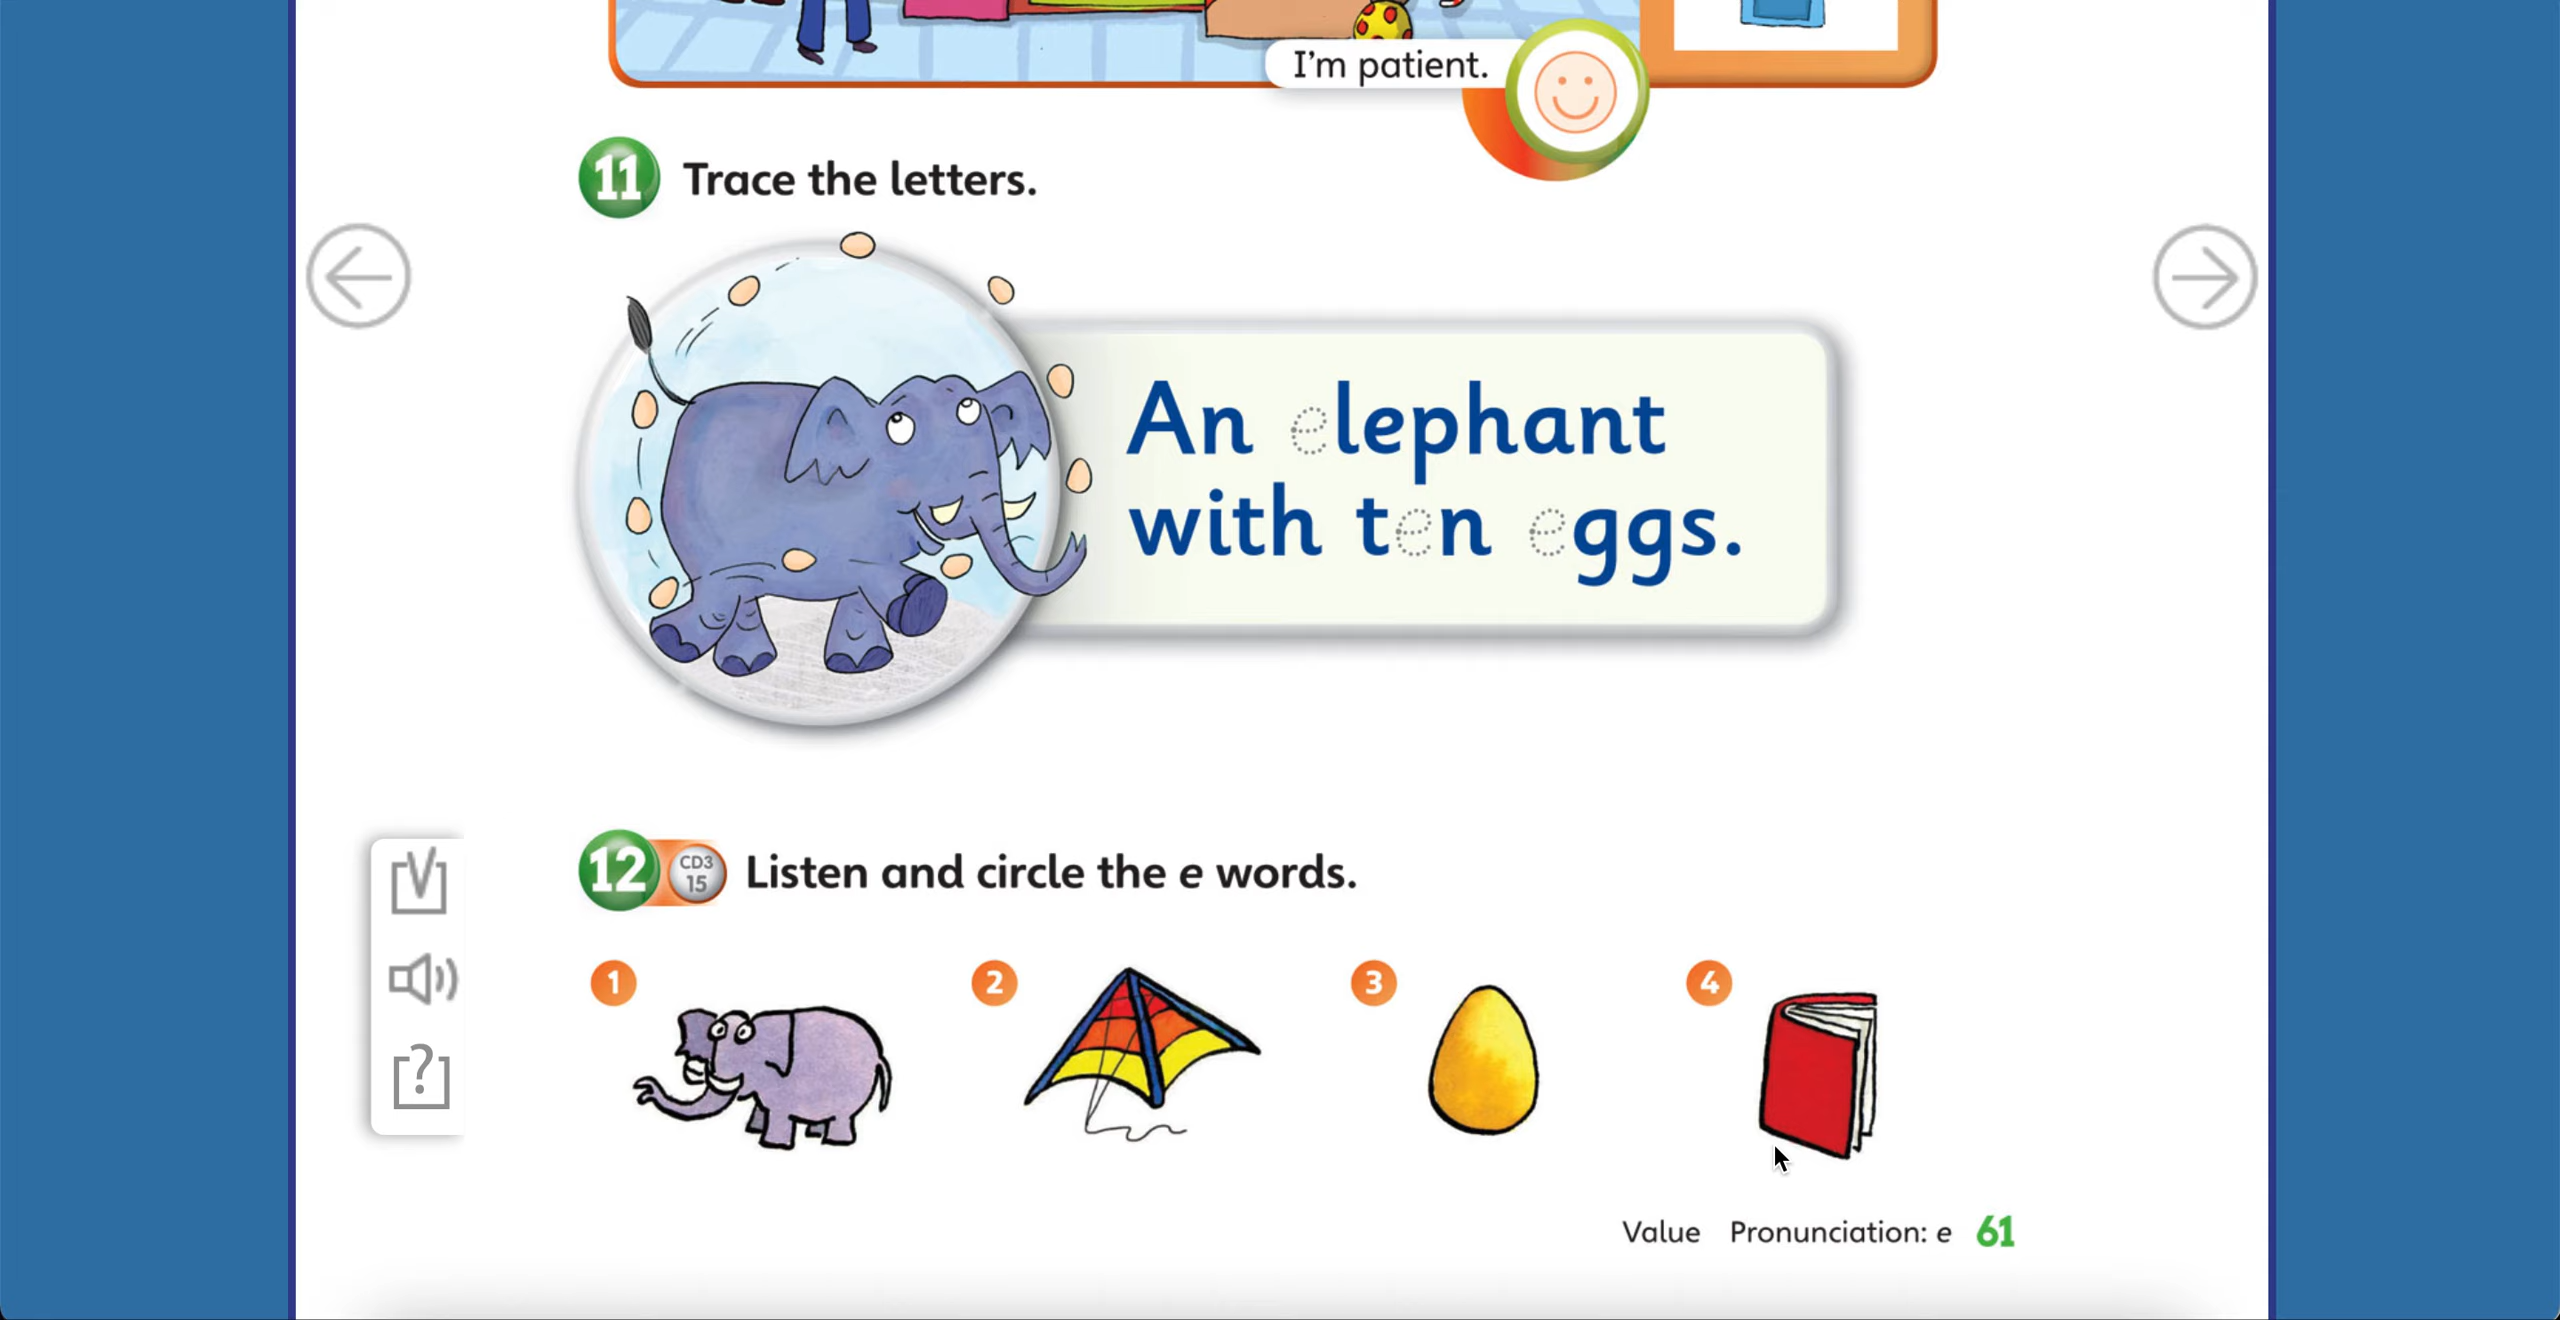 I'm patient.
11 Trace the letters.
An elephant
with ten eggs.
12 CD3 15 Listen and circle the e words.
1 2 3 4
Value Pronunciation: e 61